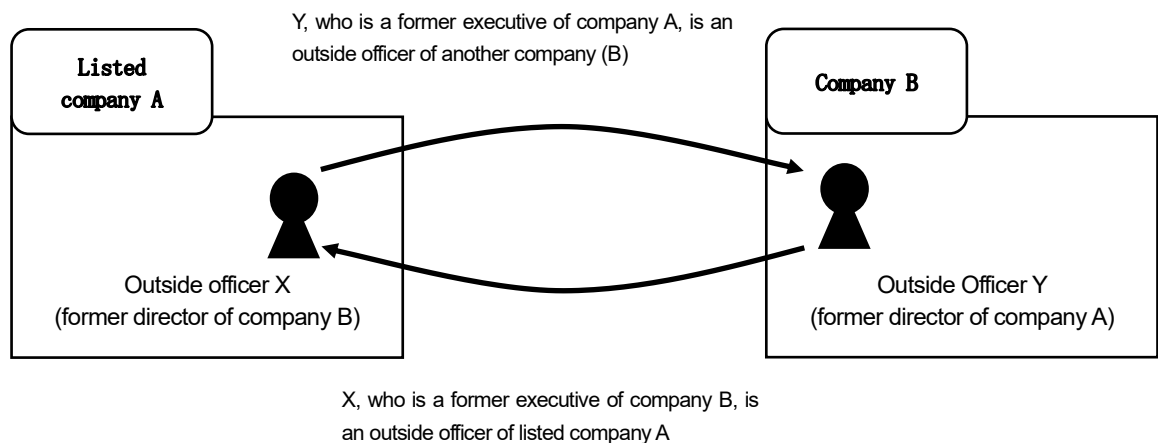 Y, who is a former executive of company A, is an
outside officer of another company (B)
Listed
company A
Company B
Outside officer X
(former director of company B)
Outside Officer Y
(former director of company A)
X, who is a former executive of company B, is
an outside officer of listed company A